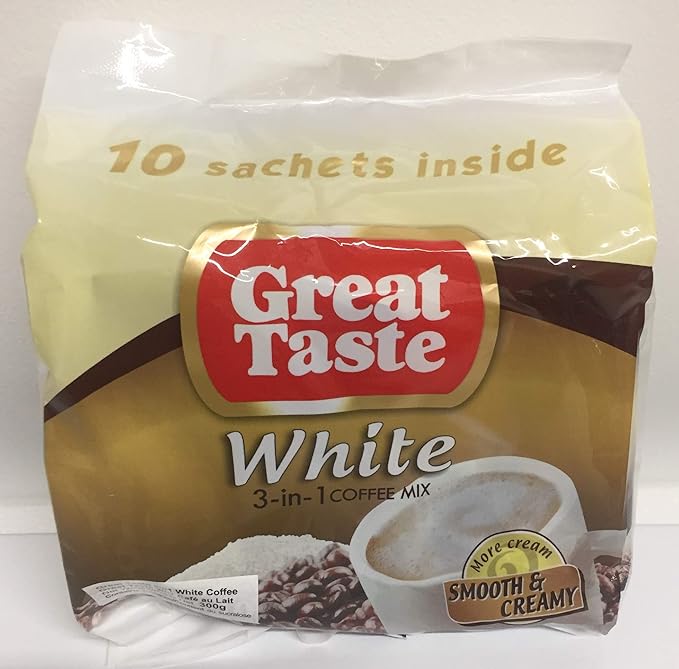 10 sachets inside
Great
Taste
White
3-in-1 COFFEE MIX
More cream
SMOOTH &
CREAMY
White Coffee
Café au Lait
300g
sucralose